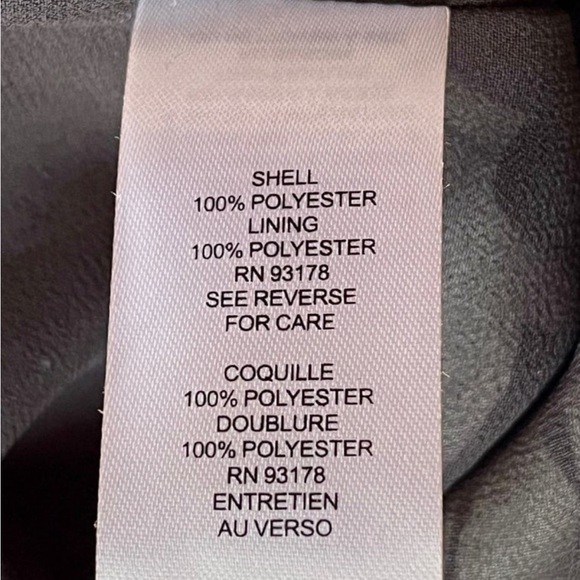 SHELL
100% POLYESTER
LINING
100% POLYESTER
RN 93178
SEE REVERSE
FOR CARE
COQUILLE
100% POLYESTER
DOUBLURE
100% POLYESTER
RN 93178
ENTRETIEN
AU VERSO